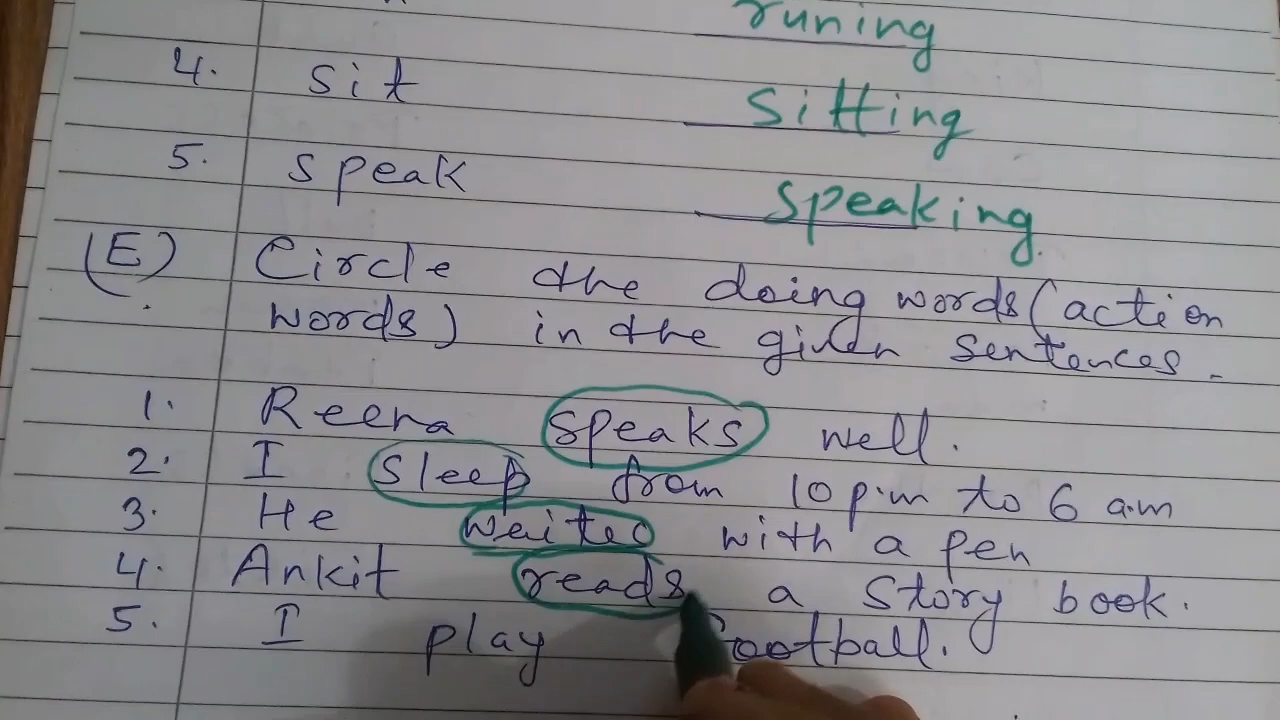 runing
4. Sit Sitting
5. Speak Speaking
(E) Circle the doing words (action
words) in the given sentences.
1. Reena speaks well.
2. I sleep from 10 p.m to 6 a.m
3. He writes with a pen
4. Ankit reads a story book.
5. I play football.